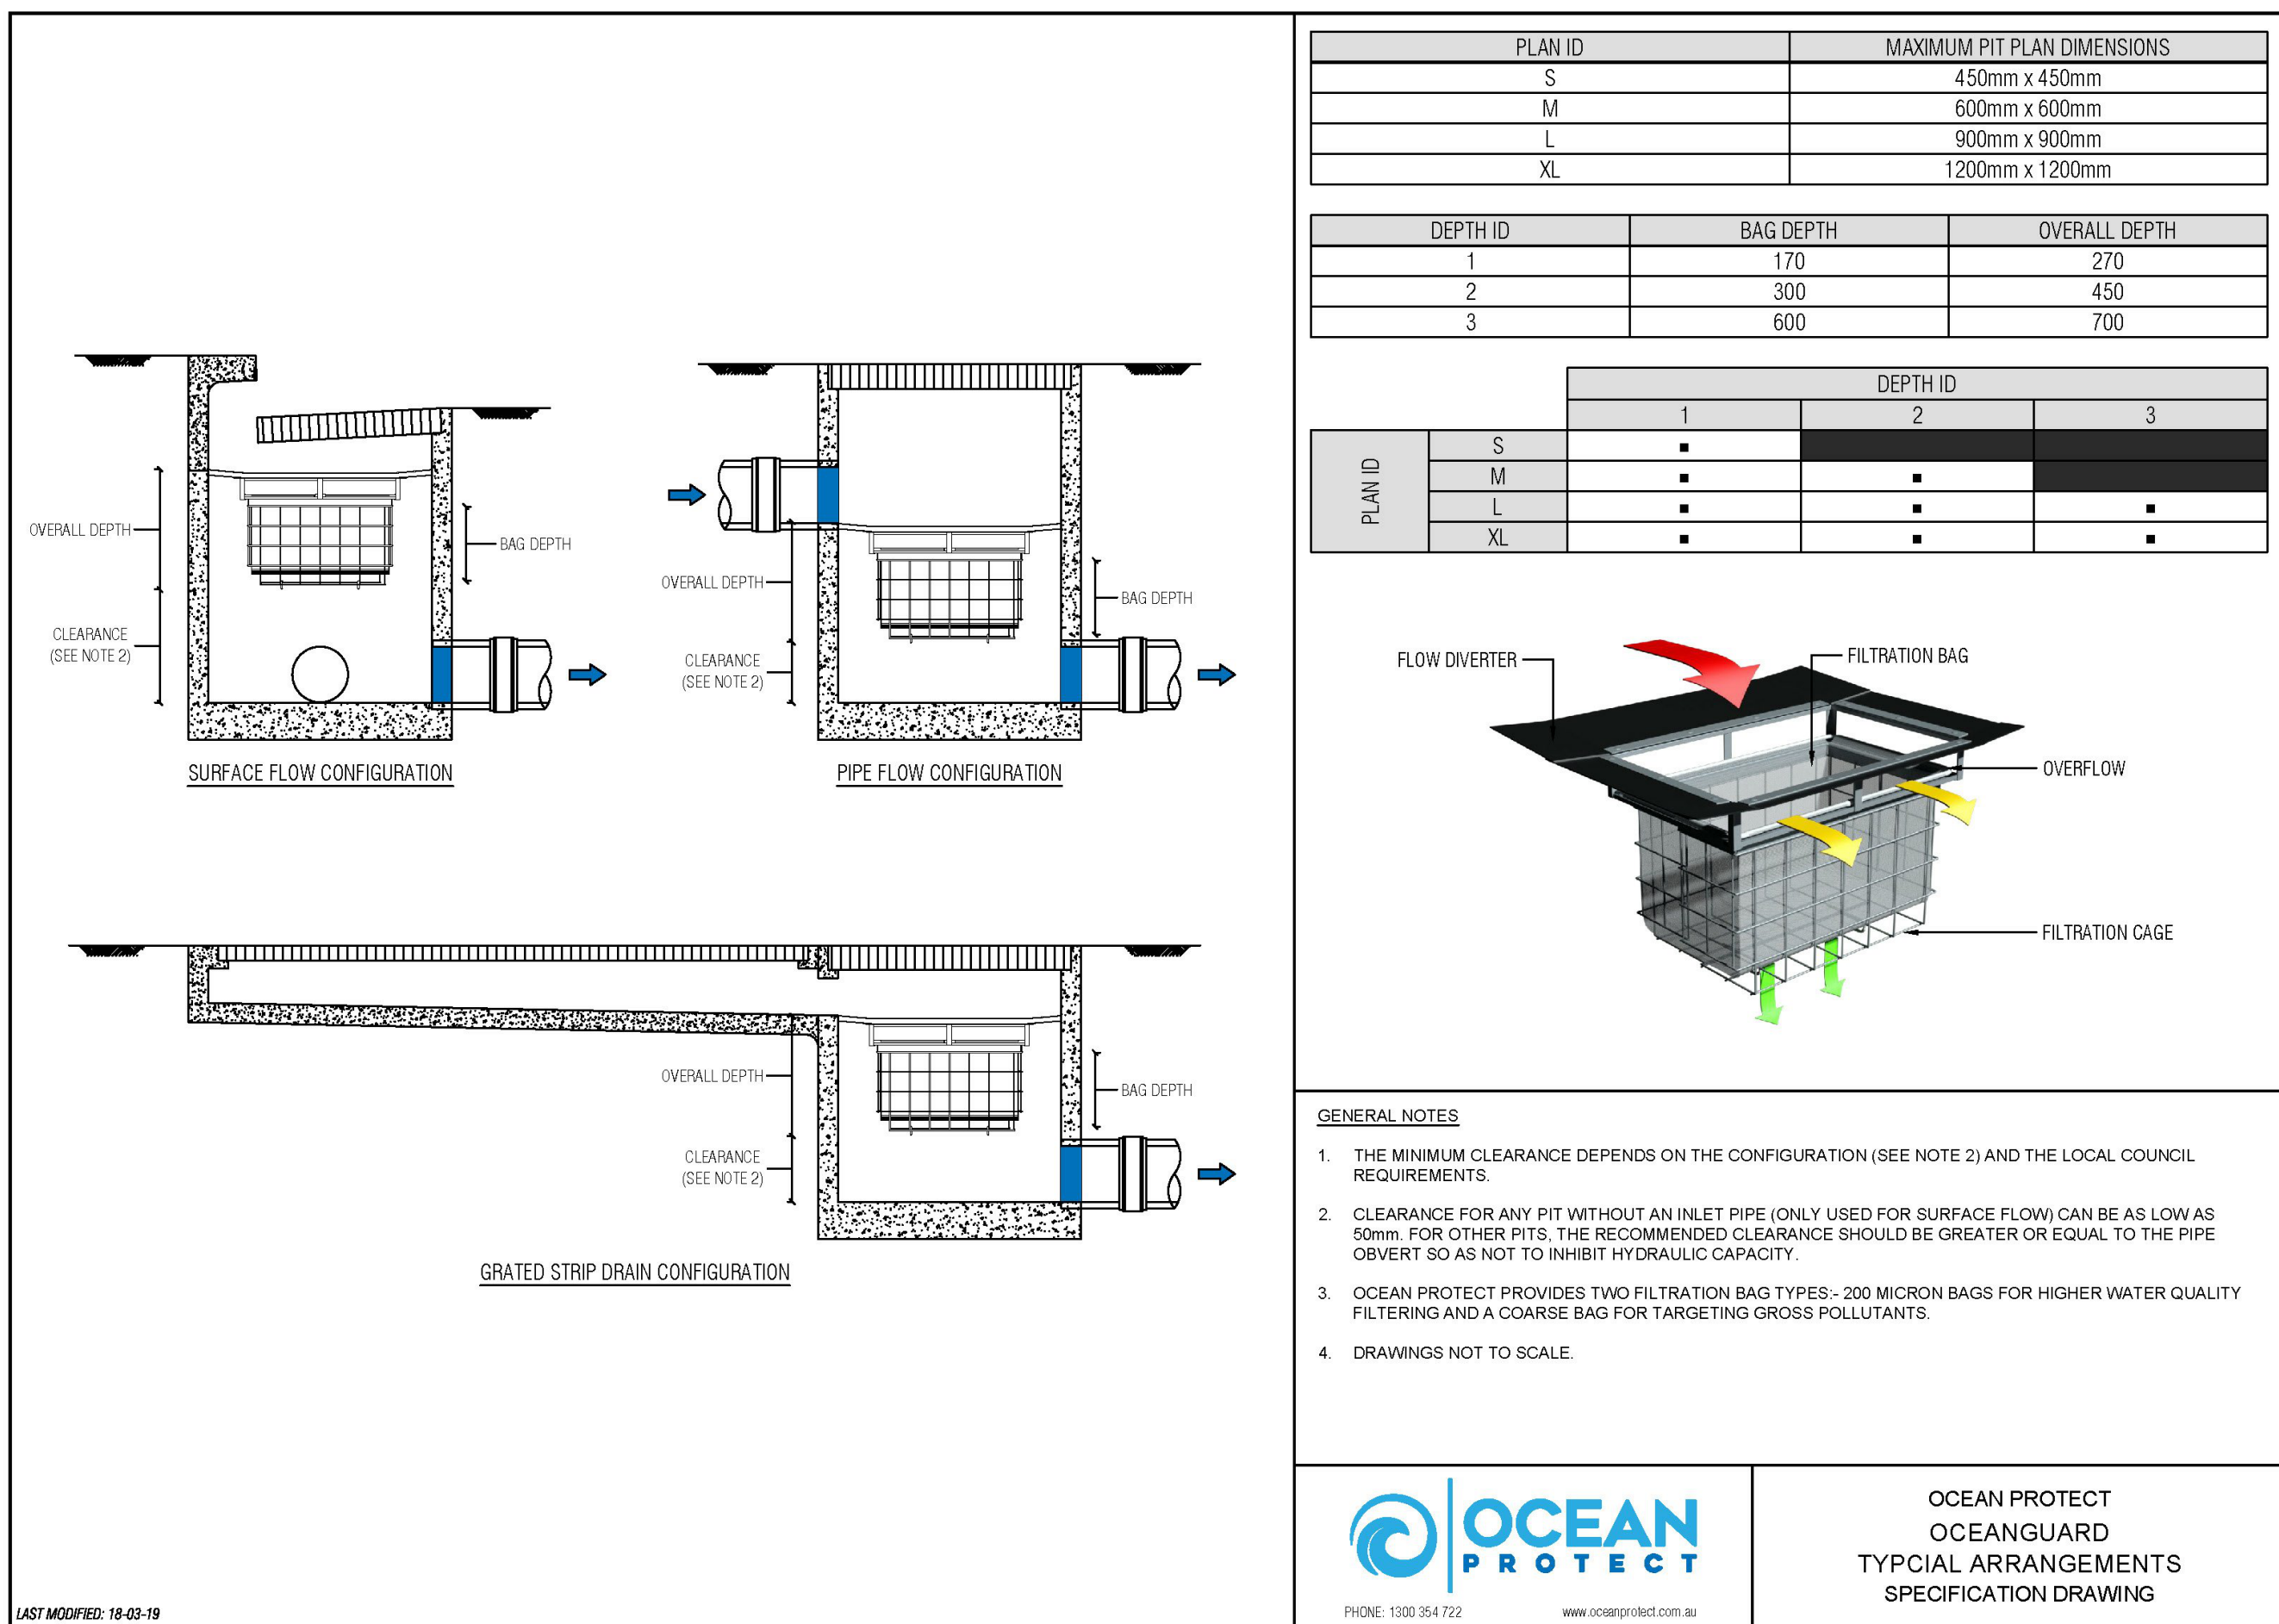 OVERALL DEPTH
BAG DEPTH
CLEARANCE
(SEE NOTE 2)
SURFACE FLOW CONFIGURATION
OVERALL DEPTH
BAG DEPTH
CLEARANCE
(SEE NOTE 2)
PIPE FLOW CONFIGURATION
OVERALL DEPTH
BAG DEPTH
CLEARANCE
(SEE NOTE 2)
GRATED STRIP DRAIN CONFIGURATION
LAST MODIFIED: 18-03-19
PLAN ID MAXIMUM PIT PLAN DIMENSIONS
S 450mm x 450mm
M 600mm x 600mm
L 900mm x 900mm
XL 1200mm x 1200mm
DEPTH ID BAG DEPTH OVERALL DEPTH
1 170 270
2 300 450
3 600 700
DEPTH ID
1 2 3
PLAN ID
S ▪
M ▪ ▪
L ▪ ▪ ▪
XL ▪ ▪ ▪
FLOW DIVERTER
FILTRATION BAG
OVERFLOW
FILTRATION CAGE
GENERAL NOTES
1. THE MINIMUM CLEARANCE DEPENDS ON THE CONFIGURATION (SEE NOTE 2) AND THE LOCAL COUNCIL
REQUIREMENTS.
2. CLEARANCE FOR ANY PIT WITHOUT AN INLET PIPE (ONLY USED FOR SURFACE FLOW) CAN BE AS LOW AS
50mm. FOR OTHER PITS, THE RECOMMENDED CLEARANCE SHOULD BE GREATER OR EQUAL TO THE PIPE
OBVERT SO AS NOT TO INHIBIT HYDRAULIC CAPACITY.
3. OCEAN PROTECT PROVIDES TWO FILTRATION BAG TYPES:- 200 MICRON BAGS FOR HIGHER WATER QUALITY
FILTERING AND A COARSE BAG FOR TARGETING GROSS POLLUTANTS.
4. DRAWINGS NOT TO SCALE.
OCEAN
PROTECT
PHONE: 1300 354 722 www.oceanprotect.com.au
OCEAN PROTECT
OCEANGUARD
TYPCIAL ARRANGEMENTS
SPECIFICATION DRAWING